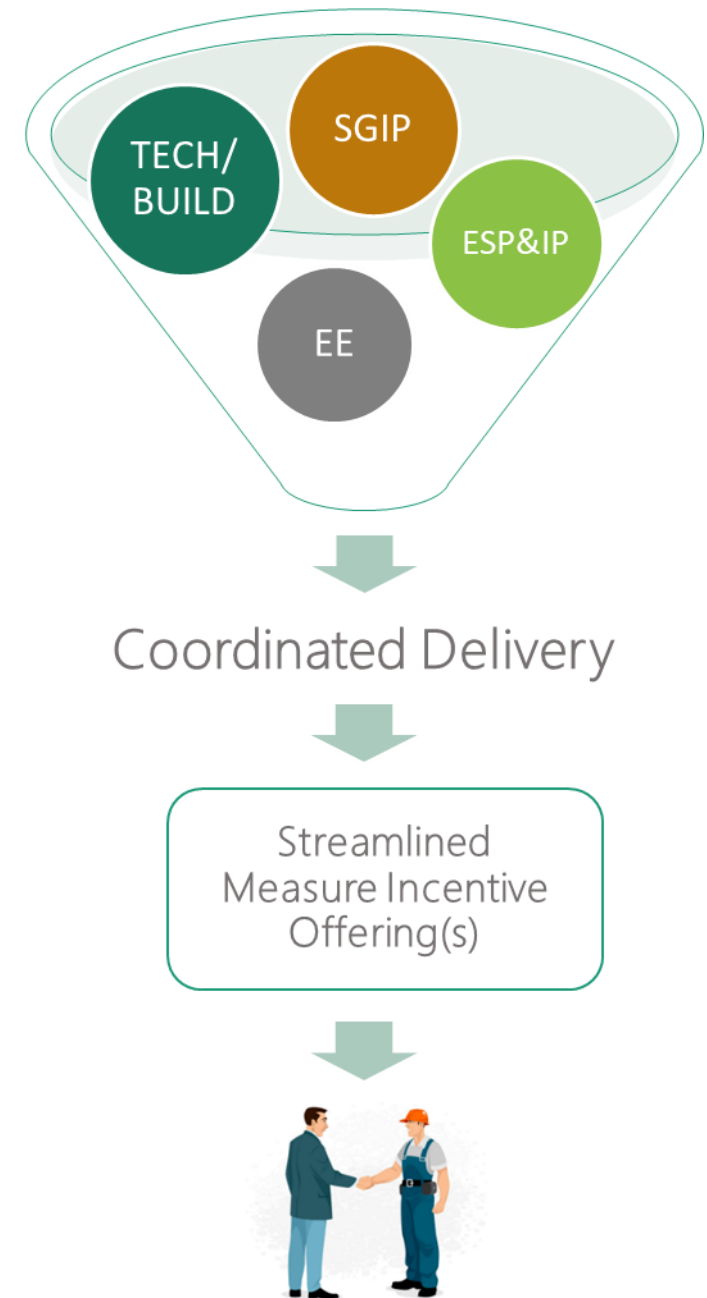 SGIP
TECH/
BUILD
ESP&IP
EE
Coordinated Delivery
Streamlined
Measure Incentive
Offering(s)